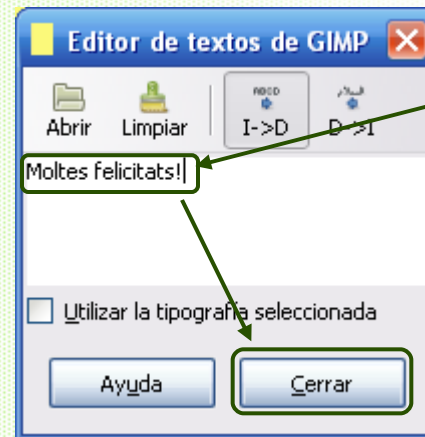 Editor de textos de GIMP
Abrir Limpiar I->D D->I
Moltes felicitats!
Utilizar la tipografía seleccionada
Ayuda Cerrar